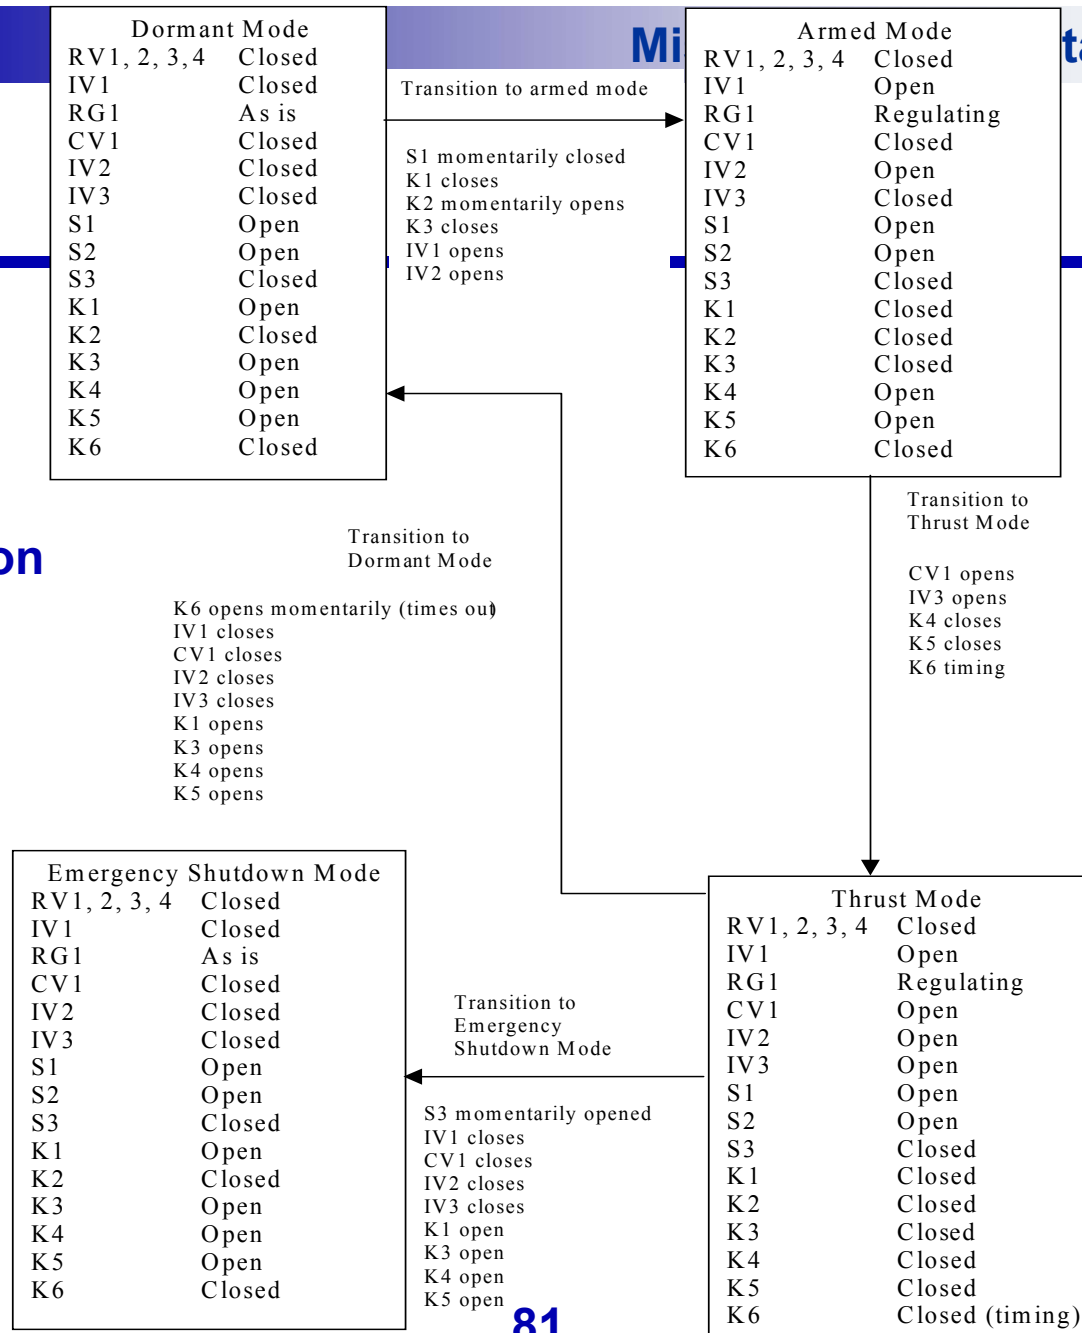 Dormant Mode
RV1, 2, 3,4 Closed
IV1 Closed
RG1 As is
CV1 Closed
IV2 Closed
IV3 Closed
S1 Open
S2 Open
S3 Closed
K1 Open
K2 Closed
K3 Open
K4 Open
K5 Open
K6 Closed
Transition to armed mode
S1 momentarily closed
K1 closes
K2 momentarily opens
K3 closes
IV1 opens
IV2 opens
Armed Mode
RV1, 2, 3, 4 Closed
IV1 Open
RG1 Regulating
CV1 Closed
IV2 Open
IV3 Closed
S1 Open
S2 Open
S3 Closed
K1 Closed
K2 Closed
K3 Closed
K4 Open
K5 Open
K6 Closed
Transition to
Thrust Mode
CV1 opens
IV3 opens
K4 closes
K5 closes
K6 timing
on
Transition to
Dormant Mode
K6 opens momentarily (times out)
IV1 closes
CV1 closes
IV2 closes
IV3 closes
K1 opens
K3 opens
K4 opens
K5 opens
Emergency Shutdown Mode
RV1, 2, 3, 4 Closed
IV1 Closed
RG1 As is
CV1 Closed
IV2 Closed
IV3 Closed
S1 Open
S2 Open
S3 Closed
K1 Open
K2 Closed
K3 Open
K4 Open
K5 Open
K6 Closed
Transition to
Emergency
Shutdown Mode
S3 momentarily opened
IV1 closes
CV1 closes
IV2 closes
IV3 closes
K1 open
K3 open
K4 open
K5 open
Thrust Mode
RV1, 2, 3, 4 Closed
IV1 Open
RG1 Regulating
CV1 Open
IV2 Open
IV3 Open
S1 Open
S2 Open
S3 Closed
K1 Closed
K2 Closed
K3 Closed
K4 Closed
K5 Closed
K6 Closed (timing)
81